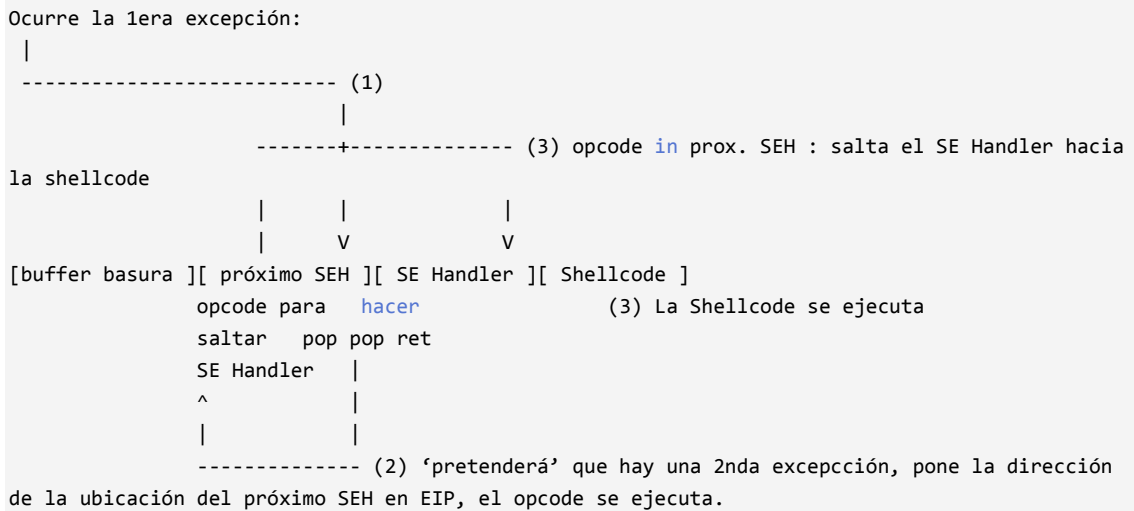 Ocurre la 1era excepción:
|
--------------------------- (1)
|
-------+-------------- (3) opcode in prox. SEH : salta el SE Handler hacia
la shellcode
| | |
| V V
[buffer basura ][ próximo SEH ][ SE Handler ][ Shellcode ]
opcode para hacer (3) La Shellcode se ejecuta
saltar pop pop ret
SE Handler |
^ |
| |
-------------- (2) ‘pretenderá’ que hay una 2nda excepcción, pone la dirección
de la ubicación del próximo SEH en EIP, el opcode se ejecuta.